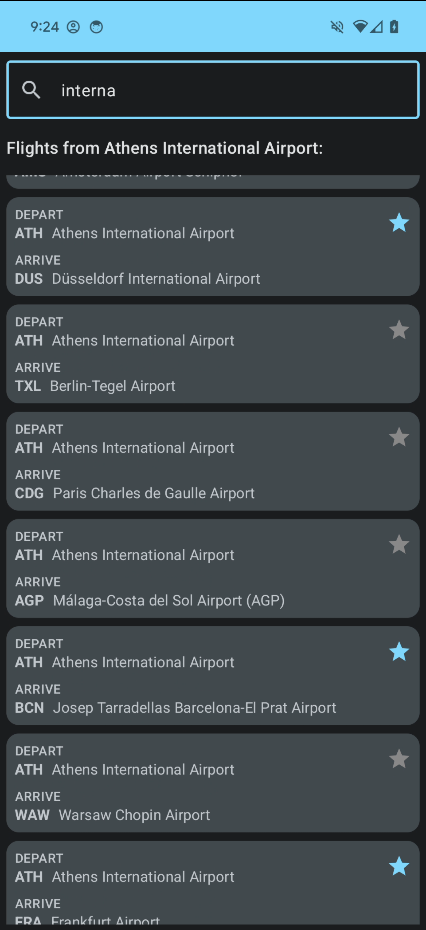 9:24
interna
Flights from Athens International Airport:
AMS Amsterdam Airport Schiphol
DEPART
ATH Athens International Airport
ARRIVE
DUS Düsseldorf International Airport
DEPART
ATH Athens International Airport
ARRIVE
TXL Berlin-Tegel Airport
DEPART
ATH Athens International Airport
ARRIVE
CDG Paris Charles de Gaulle Airport
DEPART
ATH Athens International Airport
ARRIVE
AGP Málaga-Costa del Sol Airport (AGP)
DEPART
ATH Athens International Airport
ARRIVE
BCN Josep Tarradellas Barcelona-El Prat Airport
DEPART
ATH Athens International Airport
ARRIVE
WAW Warsaw Chopin Airport
DEPART
ATH Athens International Airport
ARRIVE
FRA Frankfurt Airport